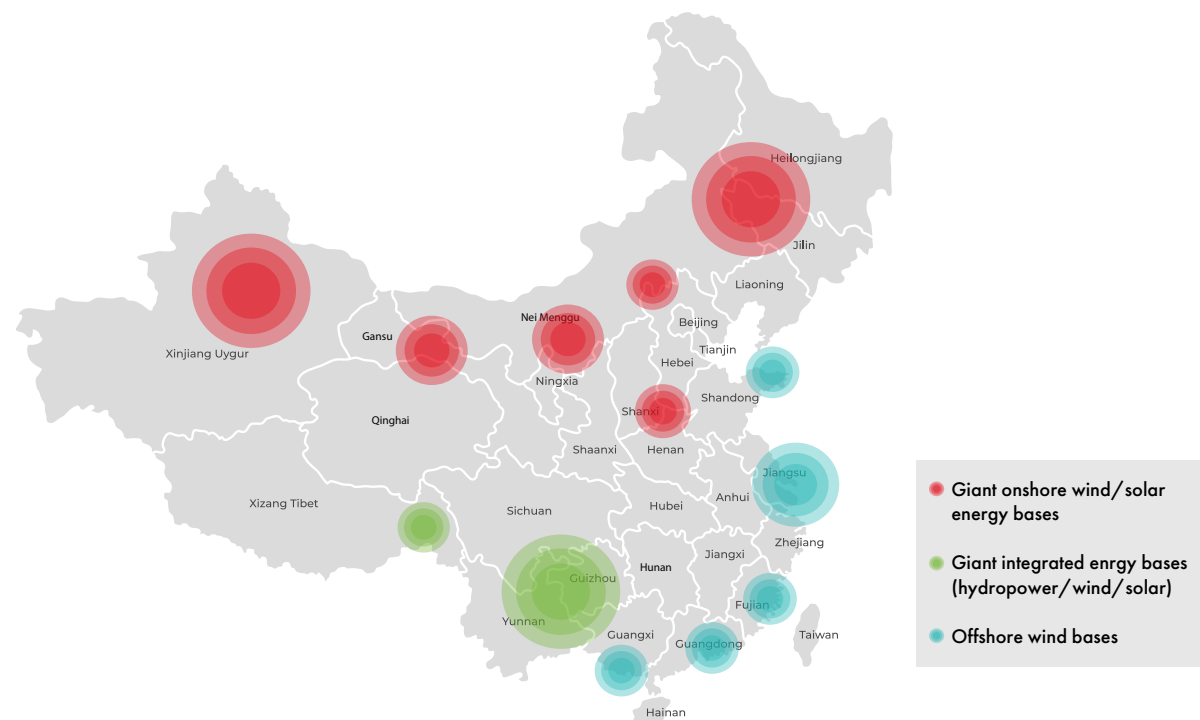 Heilongjiang
Jilin
Liaoning
Nei Menggu
Beijing
Gansu
Tianjin
Xinjiang Uygur
Hebei
Ningxia
Shandong
Shanxi
Qinghai
Shaanxi
Henan
Jiangsu
Anhui
Xizang Tibet
Sichuan
Hubei
Zhejiang
Jiangxi
Hunan
Guizhou
Fujian
Yunnan
Guangxi
Taiwan
Guangdong
Hainan
Giant onshore wind/solar
energy bases
Giant integrated enrgy bases
(hydropower/wind/solar)
Offshore wind bases